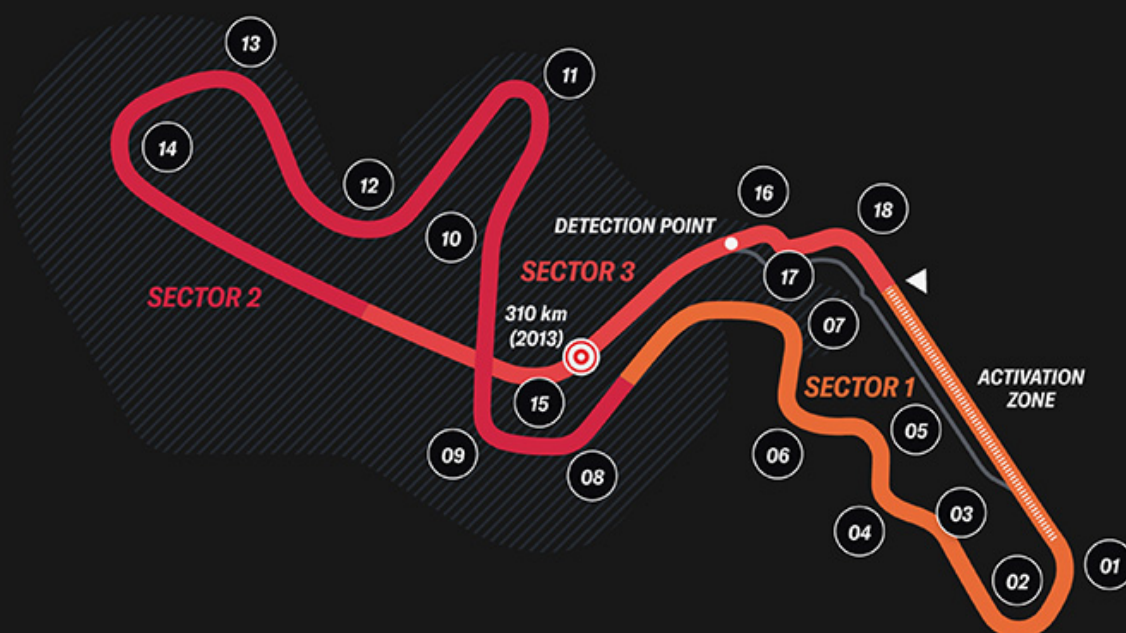 13
11
14
12
16
18
10
DETECTION POINT
SECTOR 3
17
SECTOR 2
310 km
(2013)
07
ACTIVATION
ZONE
SECTOR 1
15
05
09
06
08
03
04
01
02